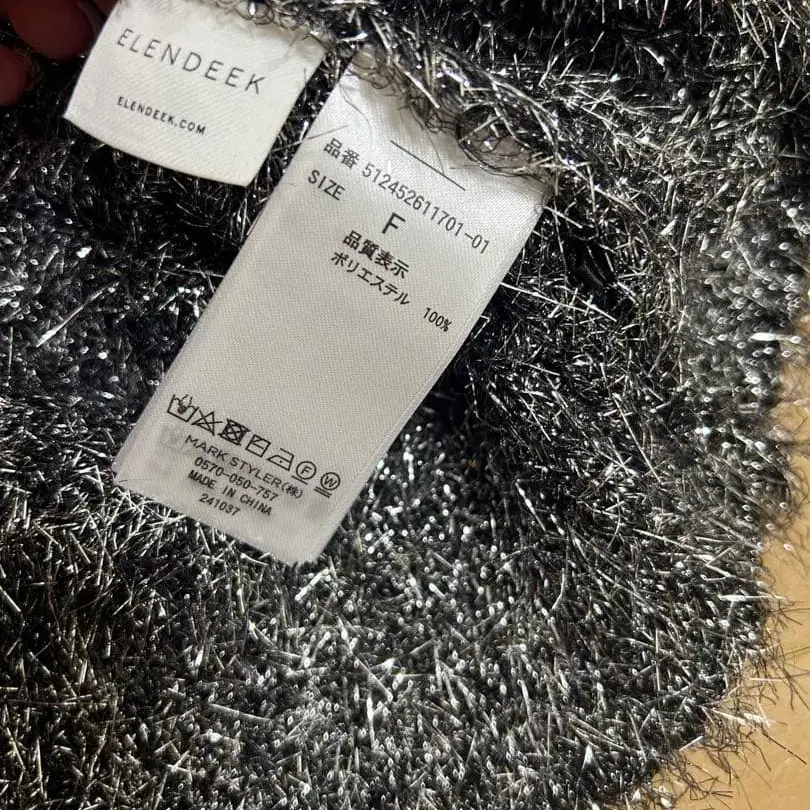 ELENDEEK
ELENDEEK.COM
品番 512452611701-01
SIZE
F
品質表示
ポリエステル 100%
MARK STYLER(株)
0570-050-757
MADE IN CHINA
241037